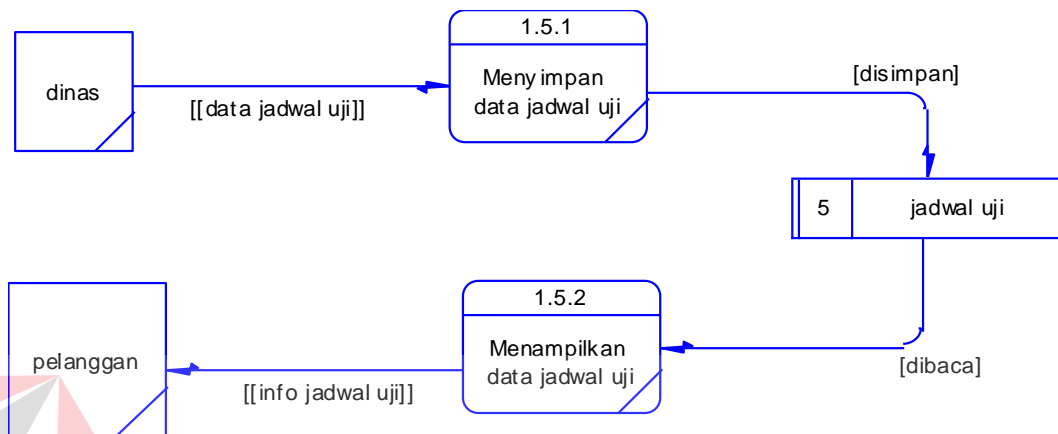 1.5.1
dinas
[[data jadwal uji]]
Menyimpan
data jadwal uji
[disimpan]
5
jadwal uji
1.5.2
pelanggan
[[info jadwal uji]]
Menampilkan
data jadwal uji
[dibaca]